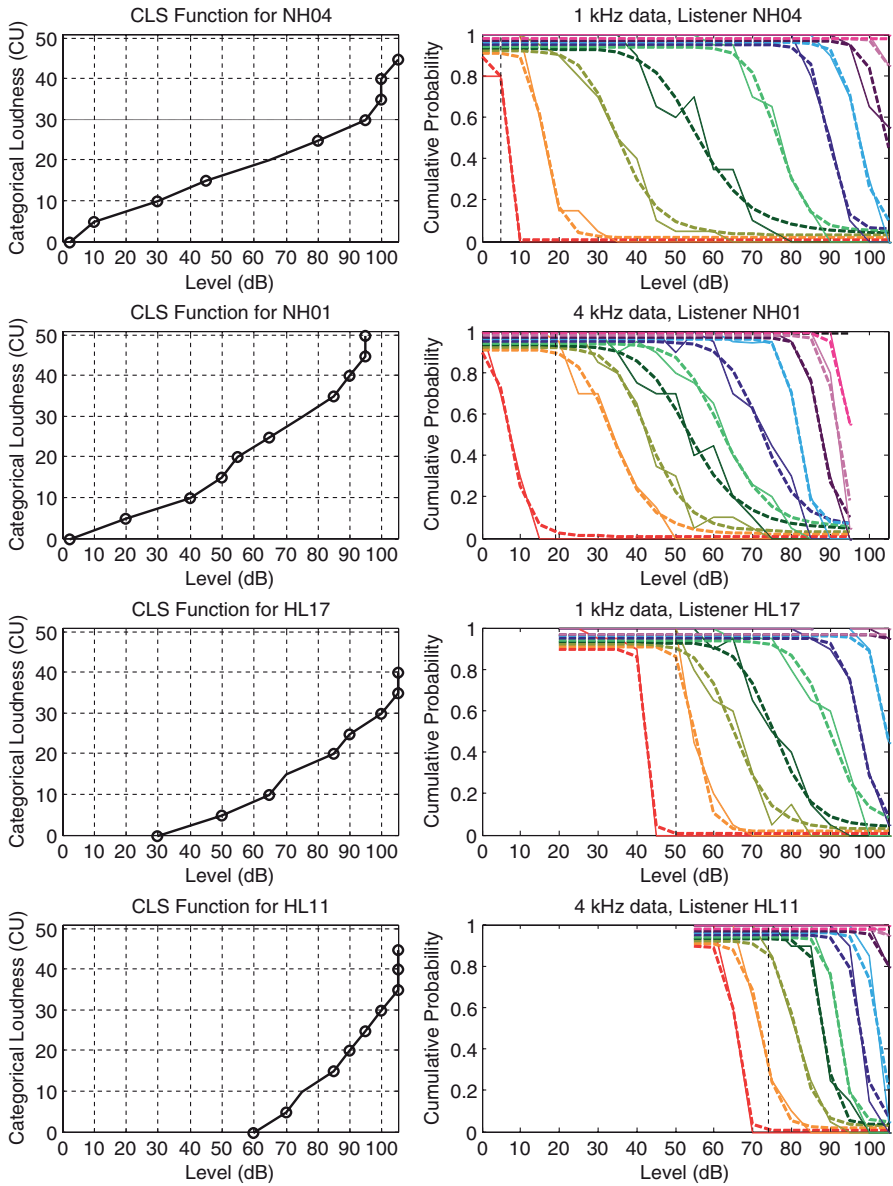 CLS Function for NH04
Categorical Loudness (CU)
50
40
30
20
10
0
0 10 20 30 40 50 60 70 80 90 100
Level (dB)
1 kHz data, Listener NH04
Cumulative Probability
1
0.8
0.6
0.4
0.2
0
0 10 20 30 40 50 60 70 80 90 100
Level (dB)
CLS Function for NH01
Categorical Loudness (CU)
50
40
30
20
10
0
0 10 20 30 40 50 60 70 80 90 100
Level (dB)
4 kHz data, Listener NH01
Cumulative Probability
1
0.8
0.6
0.4
0.2
0
0 10 20 30 40 50 60 70 80 90 100
Level (dB)
CLS Function for HL17
Categorical Loudness (CU)
50
40
30
20
10
0
0 10 20 30 40 50 60 70 80 90 100
Level (dB)
1 kHz data, Listener HL17
Cumulative Probability
1
0.8
0.6
0.4
0.2
0
0 10 20 30 40 50 60 70 80 90 100
Level (dB)
CLS Function for HL11
Categorical Loudness (CU)
50
40
30
20
10
0
0 10 20 30 40 50 60 70 80 90 100
Level (dB)
4 kHz data, Listener HL11
Cumulative Probability
1
0.8
0.6
0.4
0.2
0
0 10 20 30 40 50 60 70 80 90 100
Level (dB)